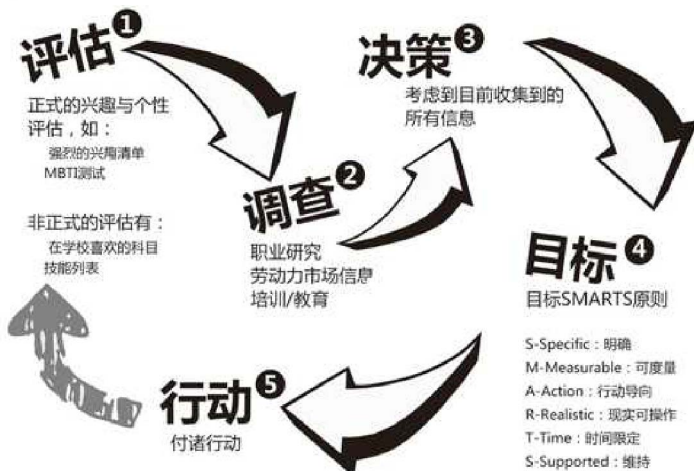 评估 ❶
正式的兴趣与个性
评估，如：
强烈的兴趣清单
MBTI测试
非正式的评估有：
在学校喜欢的科目
技能列表
调查 ❷
职业研究
劳动力市场信息
培训/教育
决策 ❸
考虑到目前收集到的
所有信息
目标 ❹
目标SMARTS原则
S-Specific：明确
M-Measurable：可度量
A-Action：行动导向
R-Realistic：现实可操作
T-Time：时间限定
S-Supported：维持
行动 ❺
付诸行动